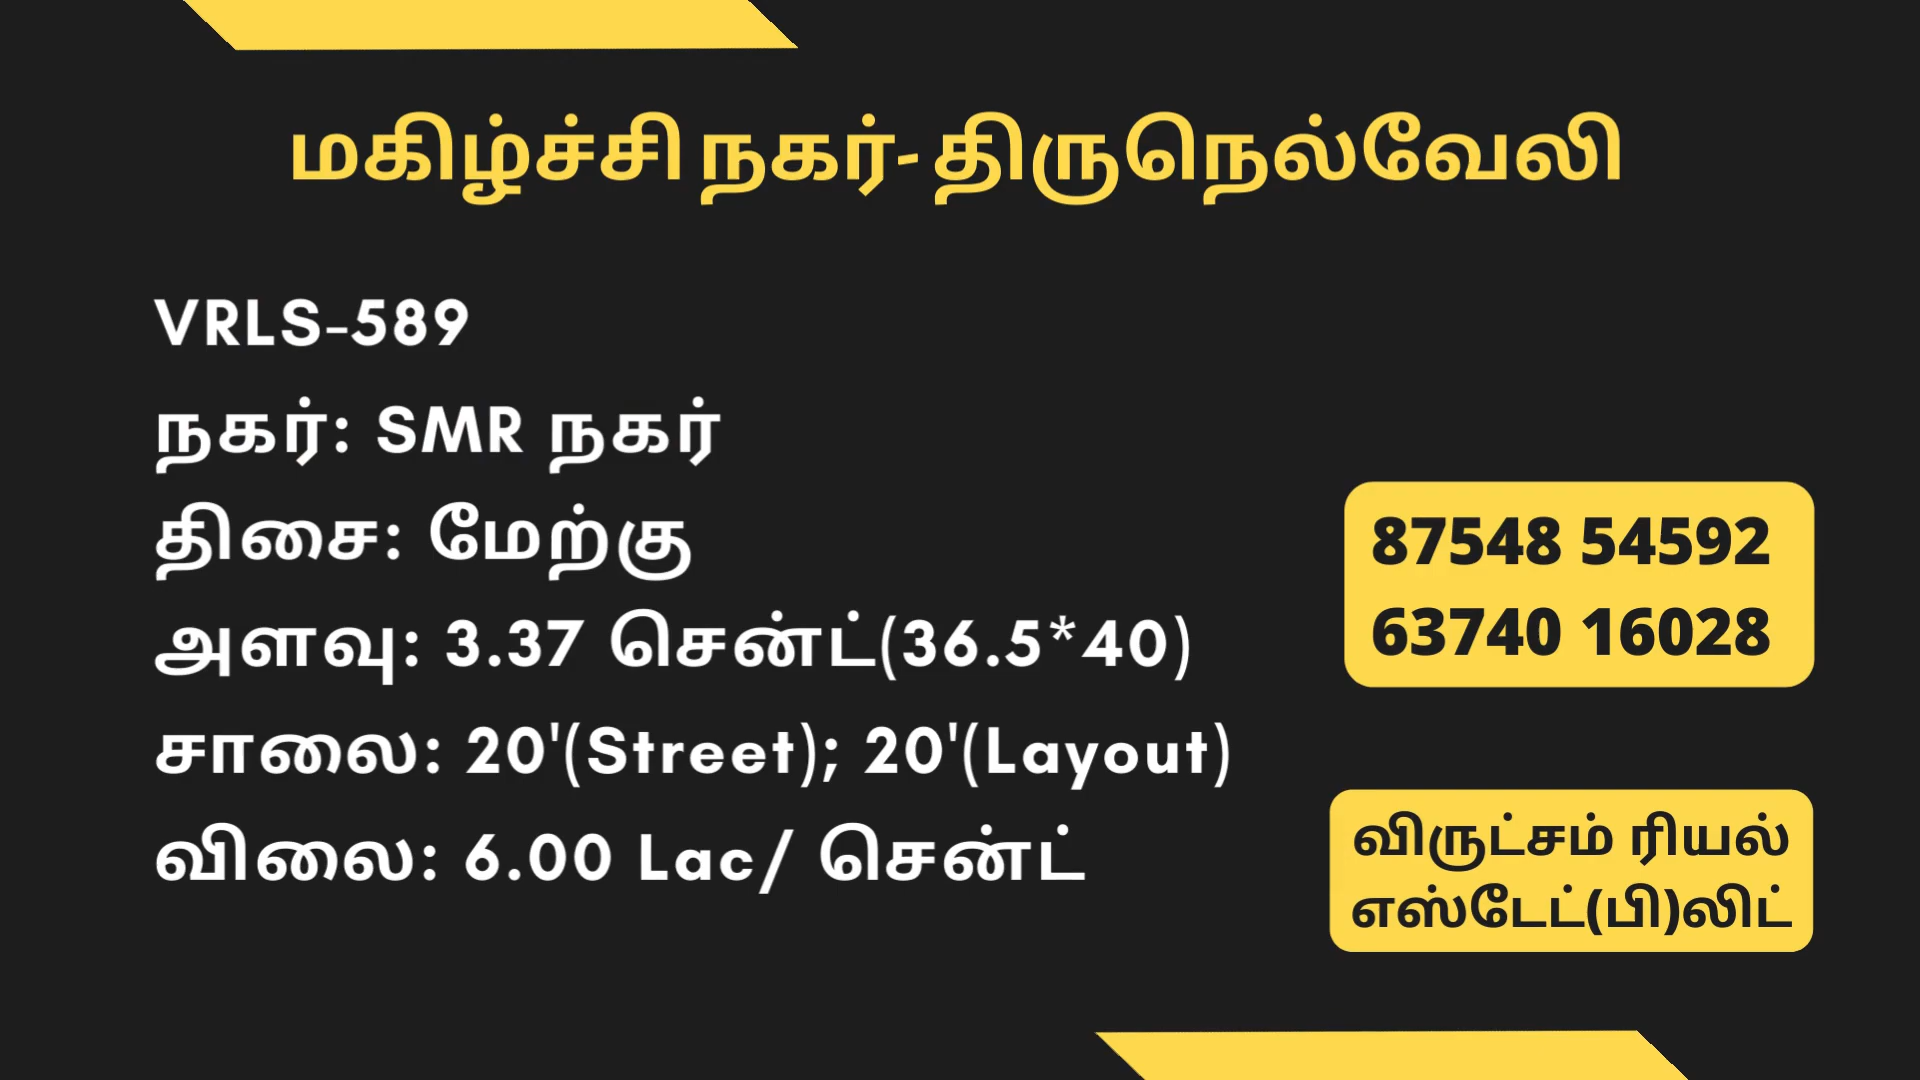 மகிழ்ச்சி நகர்- திருநெல்வேலி
VRLS-589
நகர்: SMR நகர்
திசை: மேற்கு
அளவு: 3.37 சென்ட்(36.5*40)
சாலை: 20'(Street); 20'(Layout)
விலை: 6.00 Lac/ சென்ட்
87548 54592
63740 16028
விருட்சம் ரியல்
எஸ்டேட்(பி)லிட்